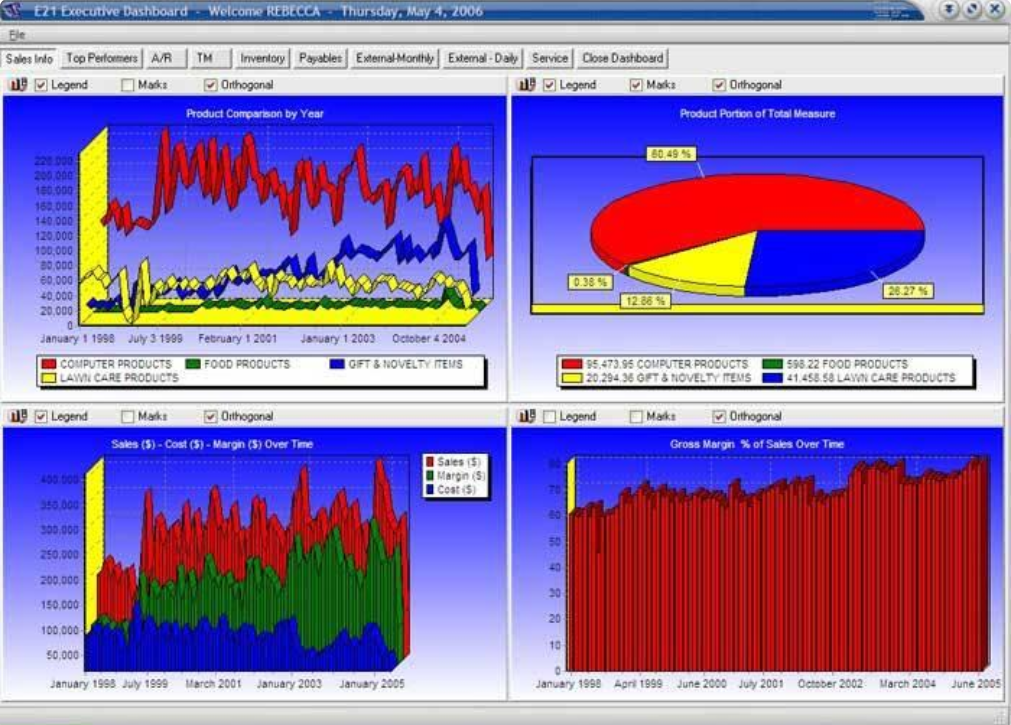 E21 Executive Dashboard - Welcome REBECCA - Thursday, May 4, 2006
File
Sales Info Top Performers A/R TM Inventory Payables External-Monthly External - Daily Service Close Dashboard
Legend Marks Orthogonal
Product Comparison by Year
220,000
200,000
180,000
160,000
140,000
120,000
100,000
80,000
60,000
40,000
20,000
0
January 1 1998 July 3 1999 February 1 2001 January 1 2003 October 4 2004
COMPUTER PRODUCTS FOOD PRODUCTS GIFT & NOVELTY ITEMS
LAWN CARE PRODUCTS
Legend Marks Orthogonal
Product Portion of Total Measure
60.49 %
0.38 %
12.86 %
26.27 %
95,473.95 COMPUTER PRODUCTS 598.22 FOOD PRODUCTS
20,294.36 GIFT & NOVELTY ITEMS 41,458.58 LAWN CARE PRODUCTS
Legend Marks Orthogonal
Sales ($) - Cost ($) - Margin ($) Over Time
Sales ($)
Margin ($)
Cost ($)
400,000
350,000
300,000
250,000
200,000
150,000
100,000
50,000
January 1998 July 1999 March 2001 January 2003 January 2005
Legend Marks Orthogonal
Gross Margin % of Sales Over Time
80
70
60
50
40
30
20
10
0
January 1998 April 1999 June 2000 July 2001 October 2002 March 2004 June 2005